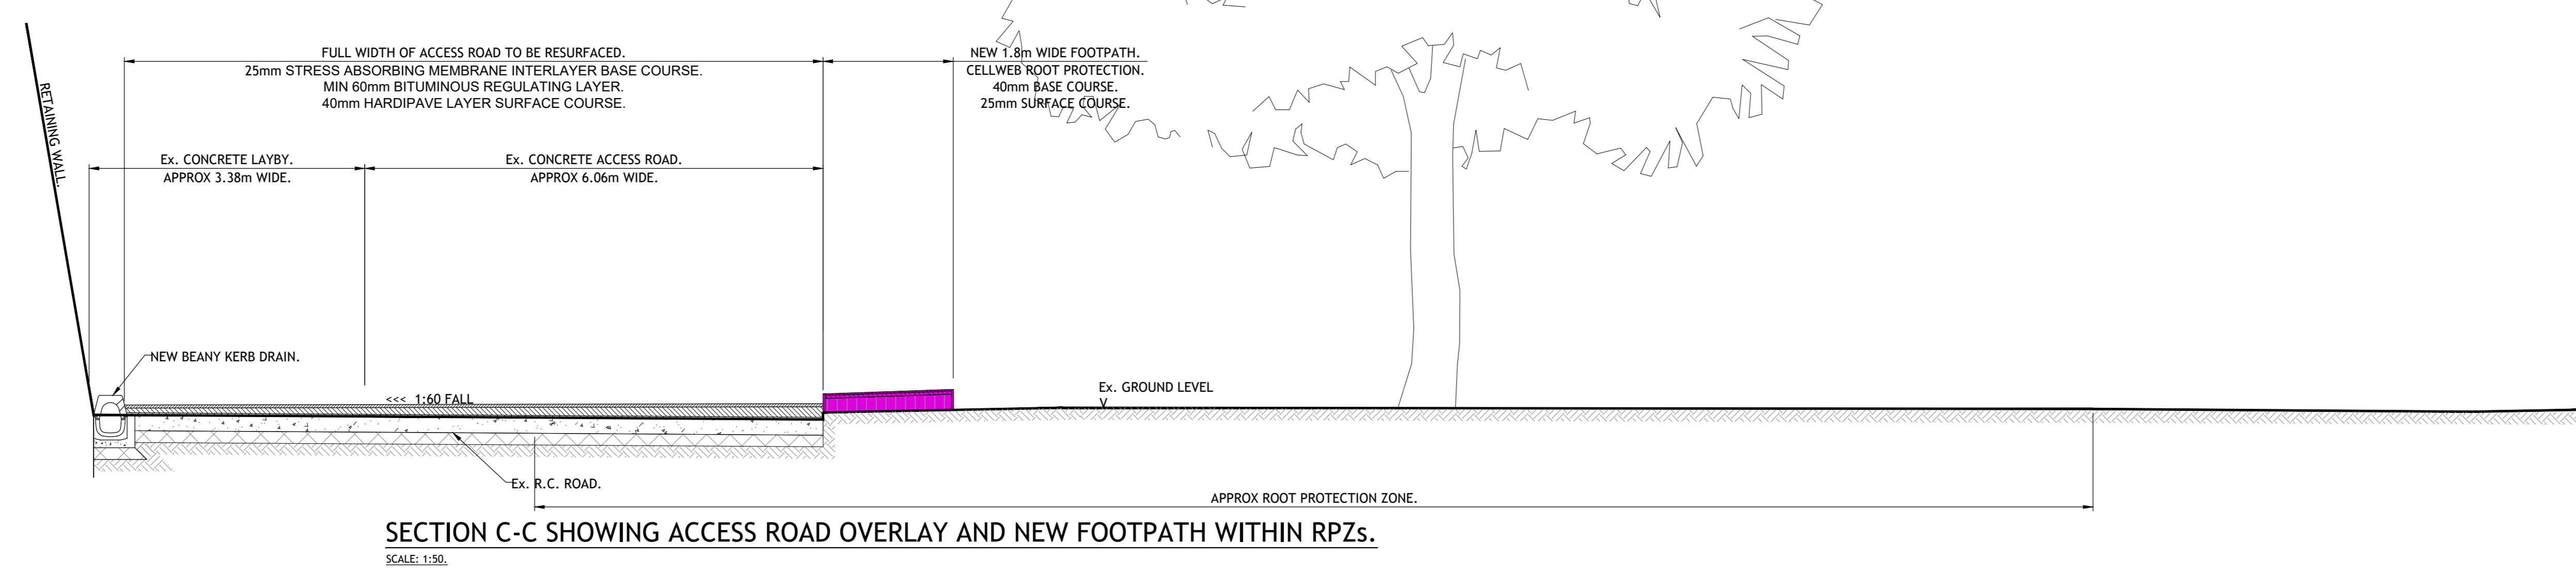 FULL WIDTH OF ACCESS ROAD TO BE RESURFACED.
25mm STRESS ABSORBING MEMBRANE INTERLAYER BASE COURSE.
MIN 60mm BITUMINOUS REGULATING LAYER.
40mm HARDIPAVE LAYER SURFACE COURSE.
NEW 1.8m WIDE FOOTPATH.
CELLWEB ROOT PROTECTION.
40mm BASE COURSE.
25mm SURFACE COURSE.
RETAINING WALL.
Ex. CONCRETE LAYBY.
APPROX 3.38m WIDE.
Ex. CONCRETE ACCESS ROAD.
APPROX 6.06m WIDE.
NEW BEANY KERB DRAIN.
<<< 1:60 FALL
Ex. GROUND LEVEL
V
Ex. R.C. ROAD.
APPROX ROOT PROTECTION ZONE.
SECTION C-C SHOWING ACCESS ROAD OVERLAY AND NEW FOOTPATH WITHIN RPZs.
SCALE: 1:50.